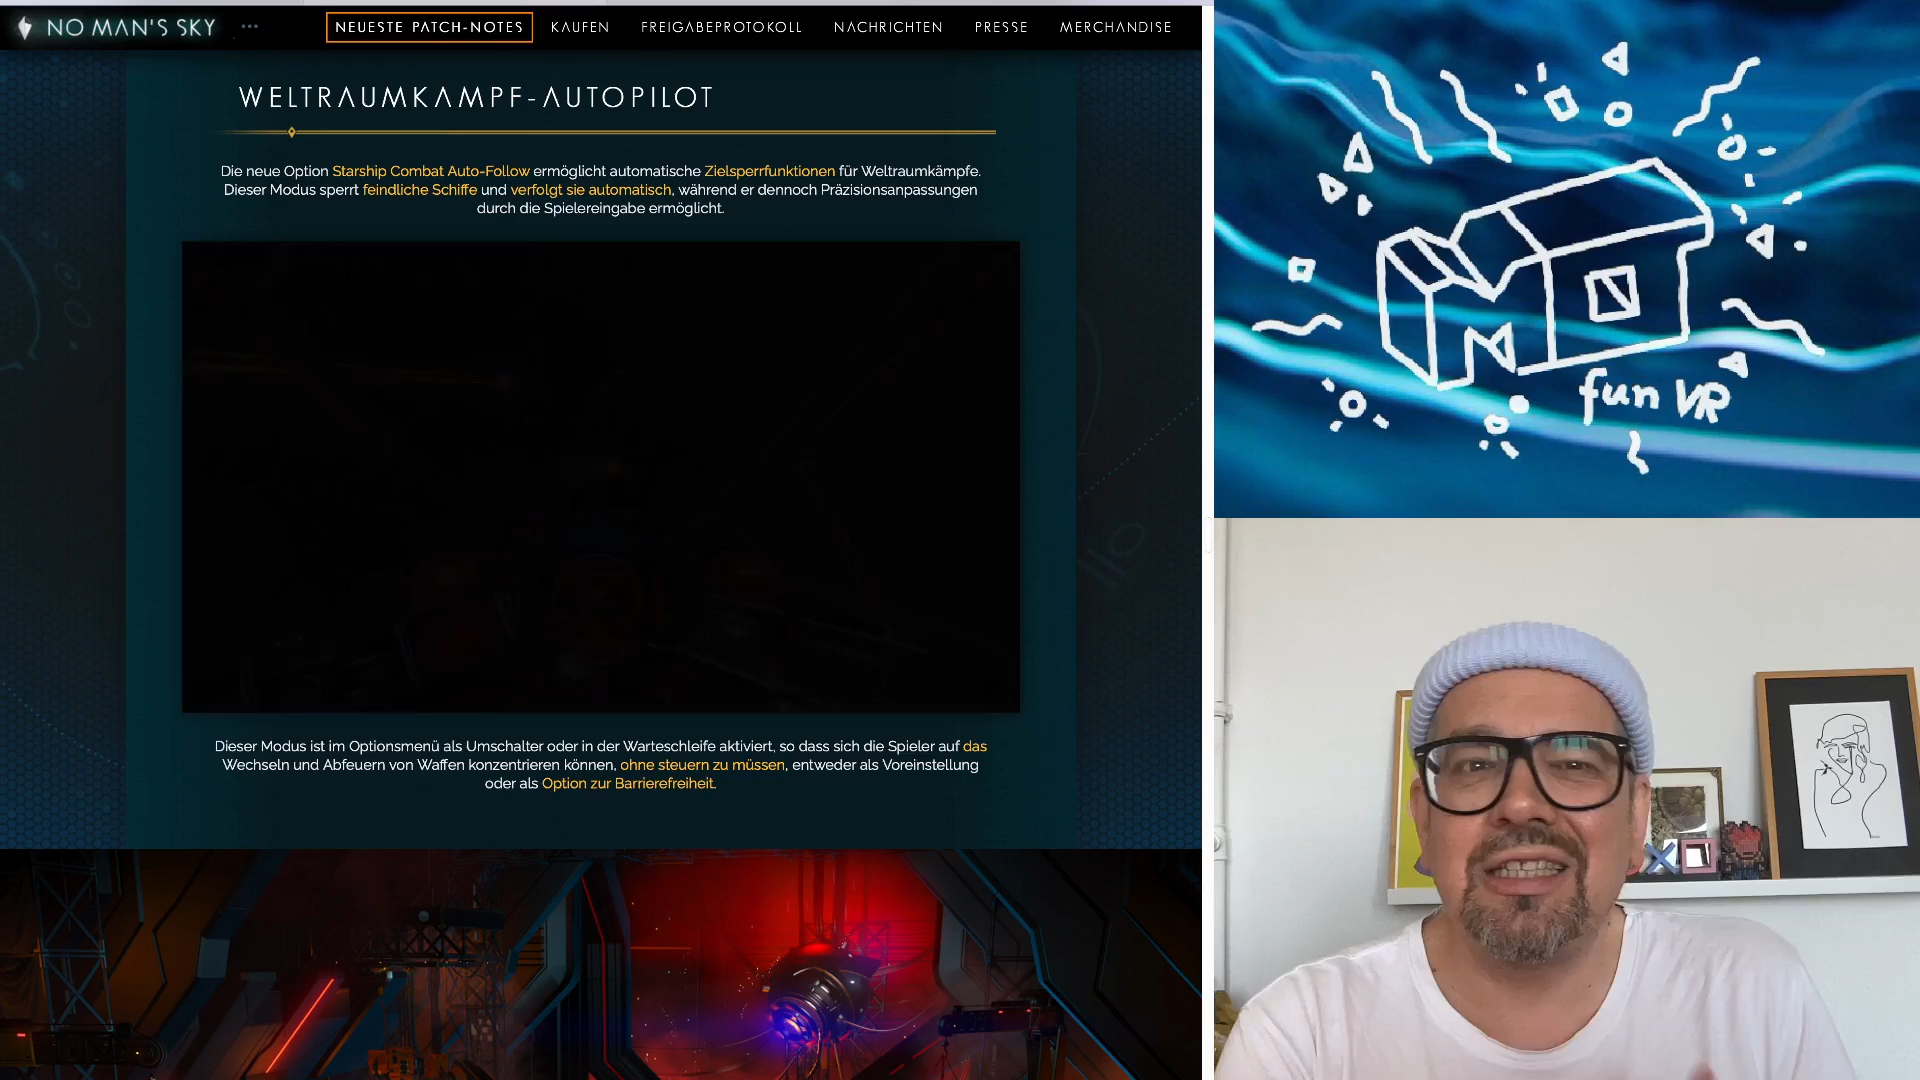 NO MAN'S SKY
NEUESTE PATCH-NOTES
KAUFEN
FREIGABEPROTOKOLL
NACHRICHTEN
PRESSE
MERCHANDISE
WELTRAUMKAMPF-AUTOPILOT
Die neue Option Starship Combat Auto-Follow ermöglicht automatische Zielsperrfunktionen für Weltraumkämpfe.
Dieser Modus sperrt feindliche Schiffe und verfolgt sie automatisch, während er dennoch Präzisionsanpassungen
durch die Spielereingabe ermöglicht.
Dieser Modus ist im Optionsmenü als Umschalter oder in der Warteschleife aktiviert, so dass sich die Spieler auf das
Wechseln und Abfeuern von Waffen konzentrieren können, ohne steuern zu müssen, entweder als Voreinstellung
oder als Option zur Barrierefreiheit.
fun VR